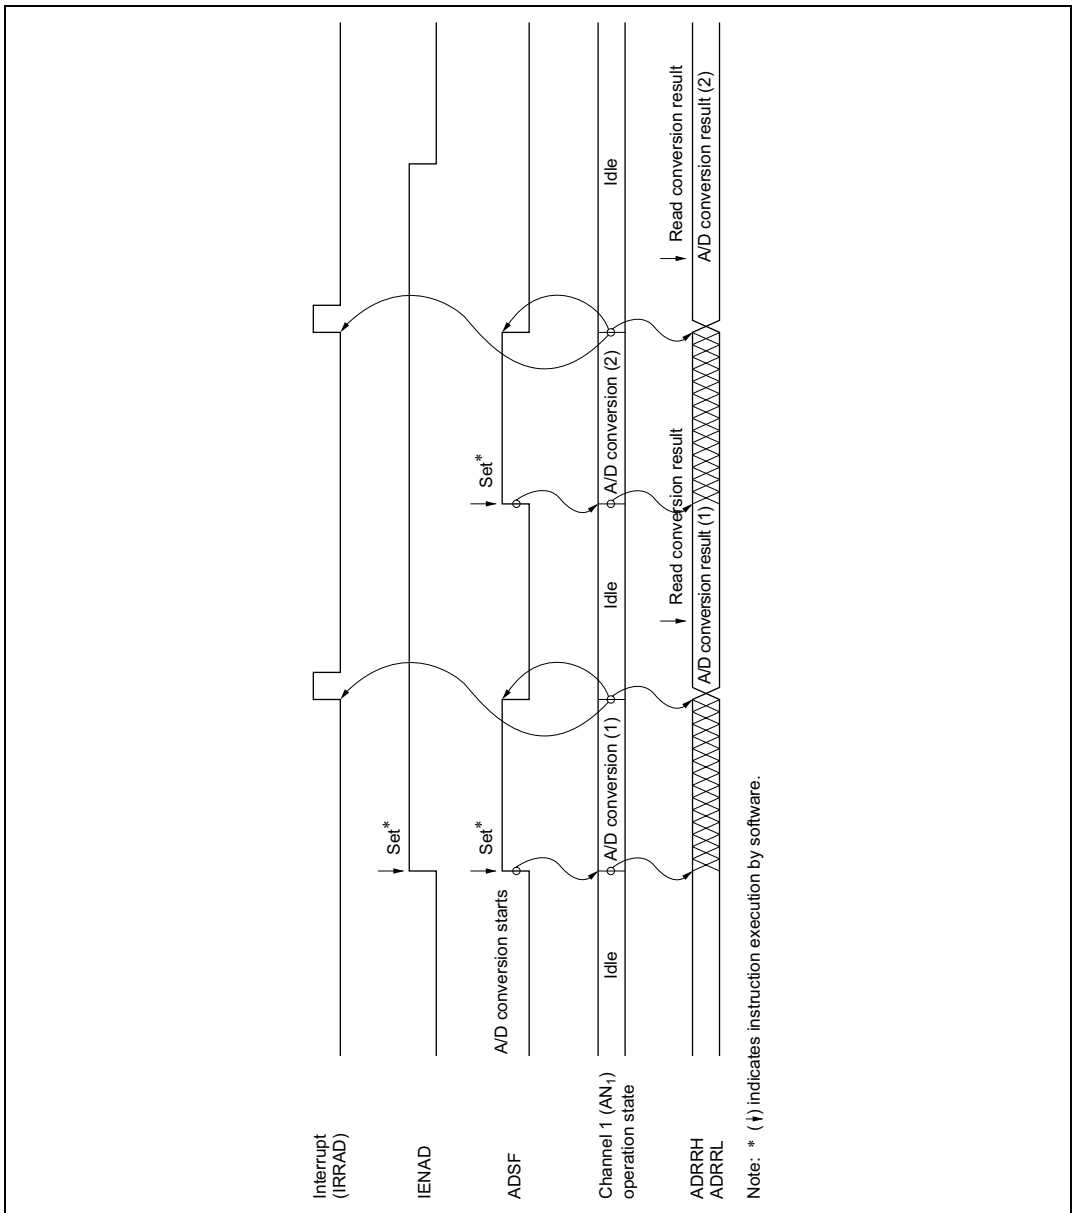 Interrupt
(IRRAD)
IENAD
Set*
ADSF
A/D conversion starts
Set*
Set*
Channel 1 (AN1)
operation state
Idle
A/D conversion (1)
Idle
A/D conversion (2)
Idle
Read conversion result
Read conversion result
ADRRH
ADRRL
A/D conversion result (1)
A/D conversion result (2)
Note: * (↓) indicates instruction execution by software.